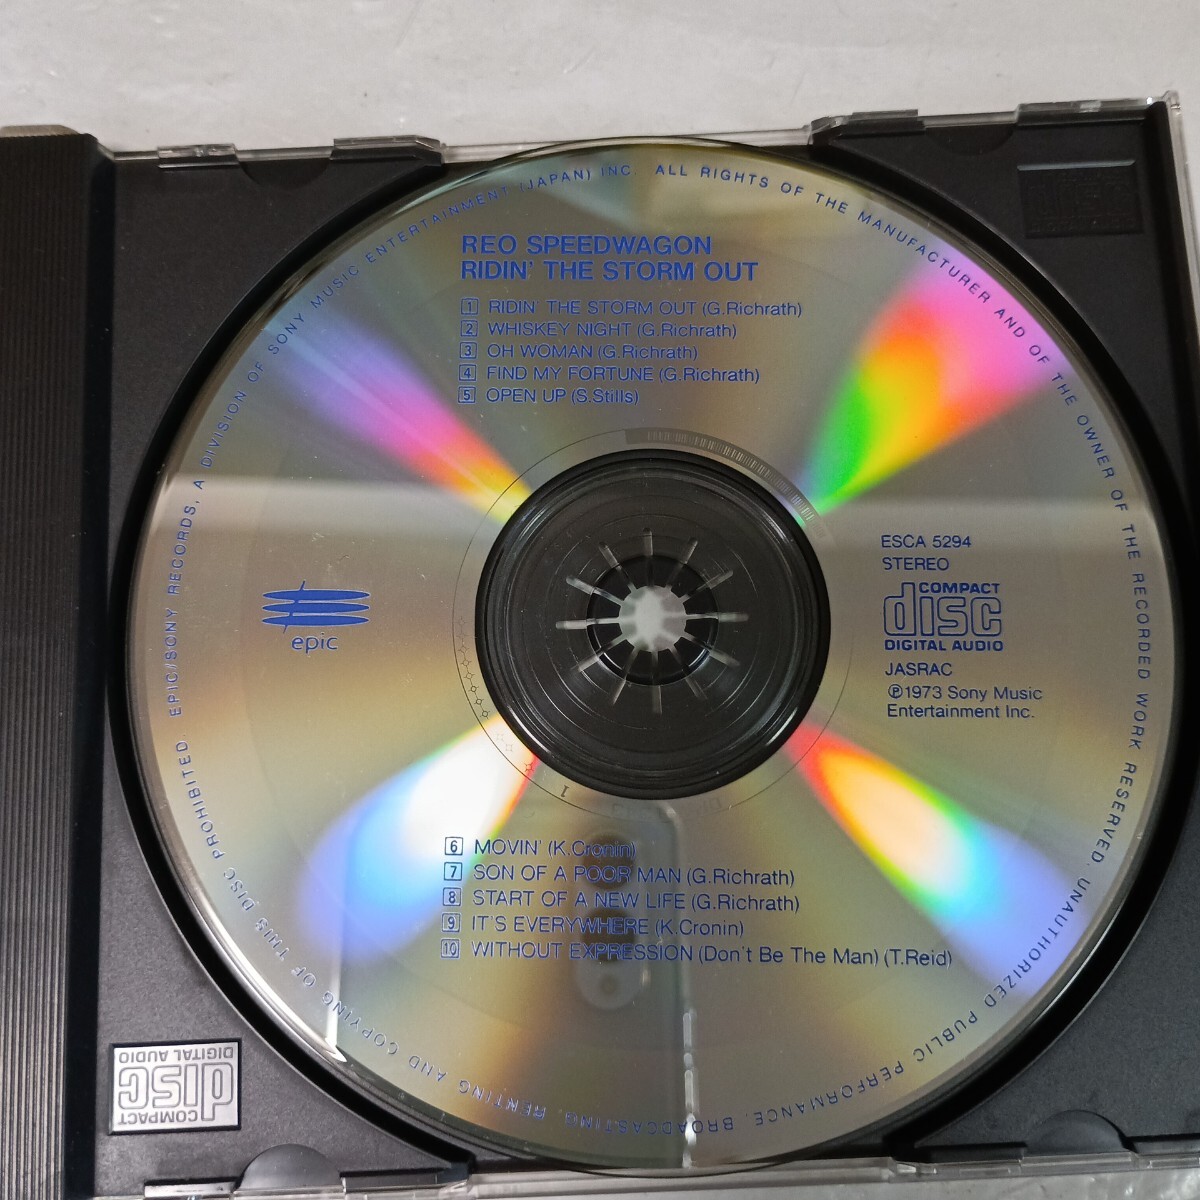 REO SPEEDWAGON
RIDIN' THE STORM OUT
1 RIDIN' THE STORM OUT (G.Richrath)
2 WHISKEY NIGHT (G.Richrath)
3 OH WOMAN (G.Richrath)
4 FIND MY FORTUNE (G.Richrath)
5 OPEN UP (S.Stills)
epic
ESCA 5294
STEREO
COMPACT
disc
DIGITAL AUDIO
JASRAC
℗1973 Sony Music
Entertainment Inc.
6 MOVIN' (K.Cronin)
7 SON OF A POOR MAN (G.Richrath)
8 START OF A NEW LIFE (G.Richrath)
9 IT'S EVERYWHERE (K.Cronin)
10 WITHOUT EXPRESSION (Don't Be The Man) (T.Reid)
EPIC/SONY RECORDS, A DIVISION OF SONY MUSIC ENTERTAINMENT (JAPAN) INC. ALL RIGHTS OF THE MANUFACTURER AND OF THE OWNER OF THE RECORDED WORK RESERVED. UNAUTHORIZED PUBLIC PERFORMANCE, BROADCASTING, RENTING AND COPYING OF THIS DISC PROHIBITED
COMPACT
disc
DIGITAL AUDIO